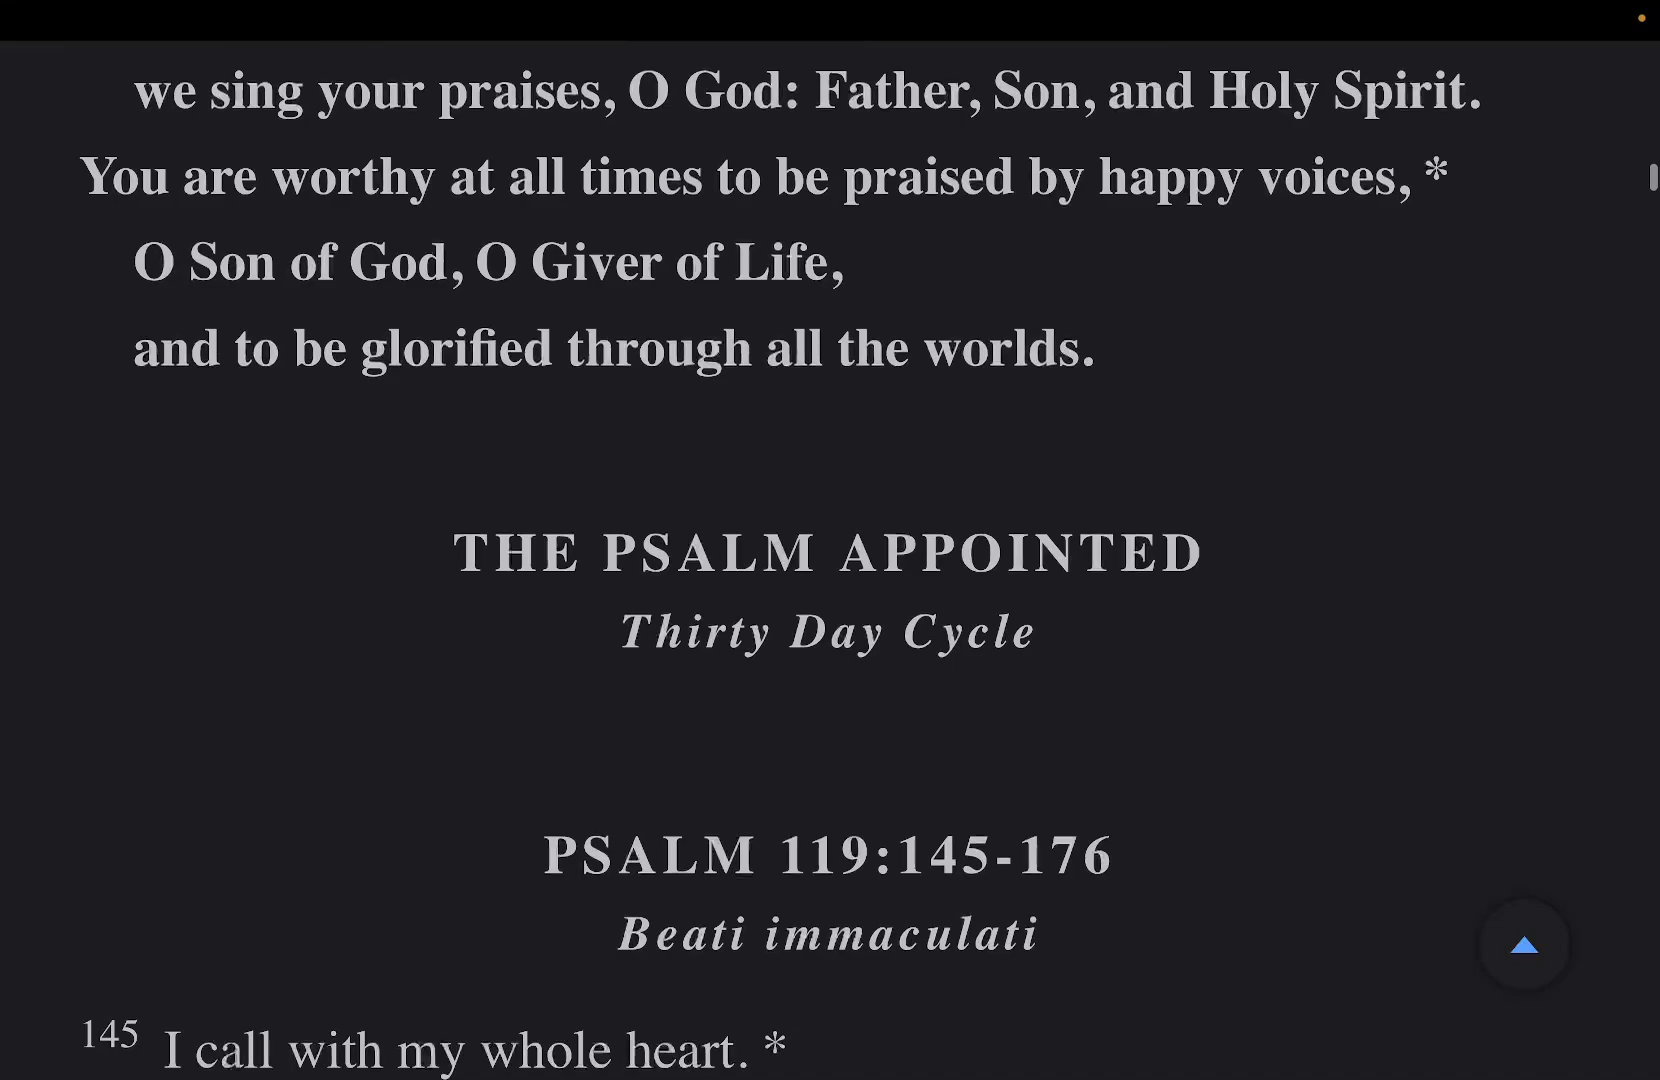 we sing your praises, O God: Father, Son, and Holy Spirit.
You are worthy at all times to be praised by happy voices, *
O Son of God, O Giver of Life,
and to be glorified through all the worlds.
THE PSALM APPOINTED
Thirty Day Cycle
PSALM 119:145-176
Beati immaculati
145 I call with my whole heart. *